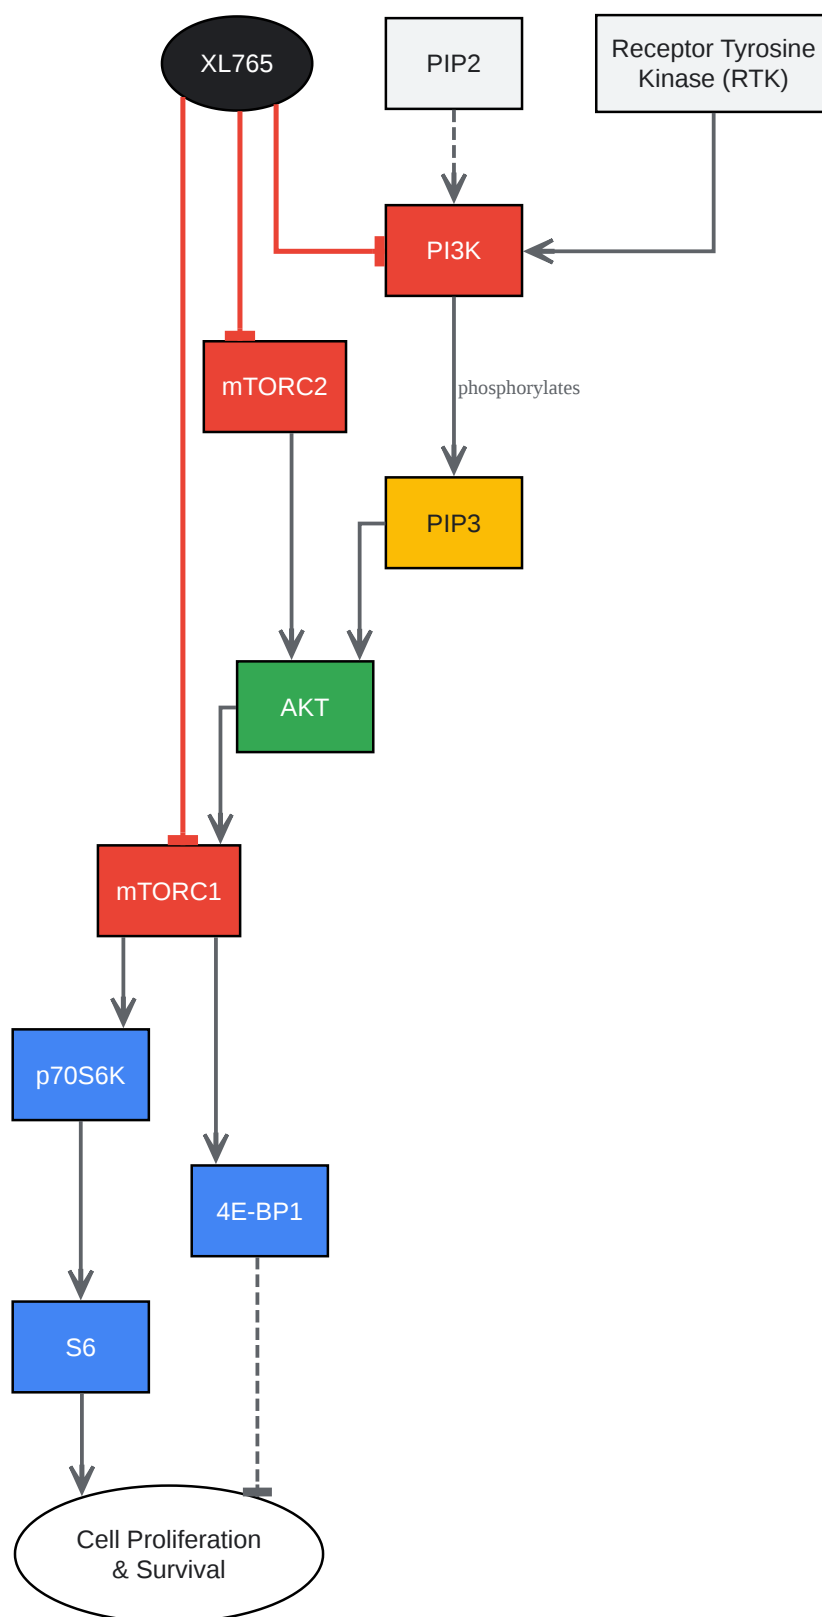 XL765
PIP2
Receptor Tyrosine
Kinase (RTK)
PI3K
mTORC2
phosphorylates
PIP3
AKT
mTORC1
p70S6K
4E-BP1
S6
Cell Proliferation
& Survival